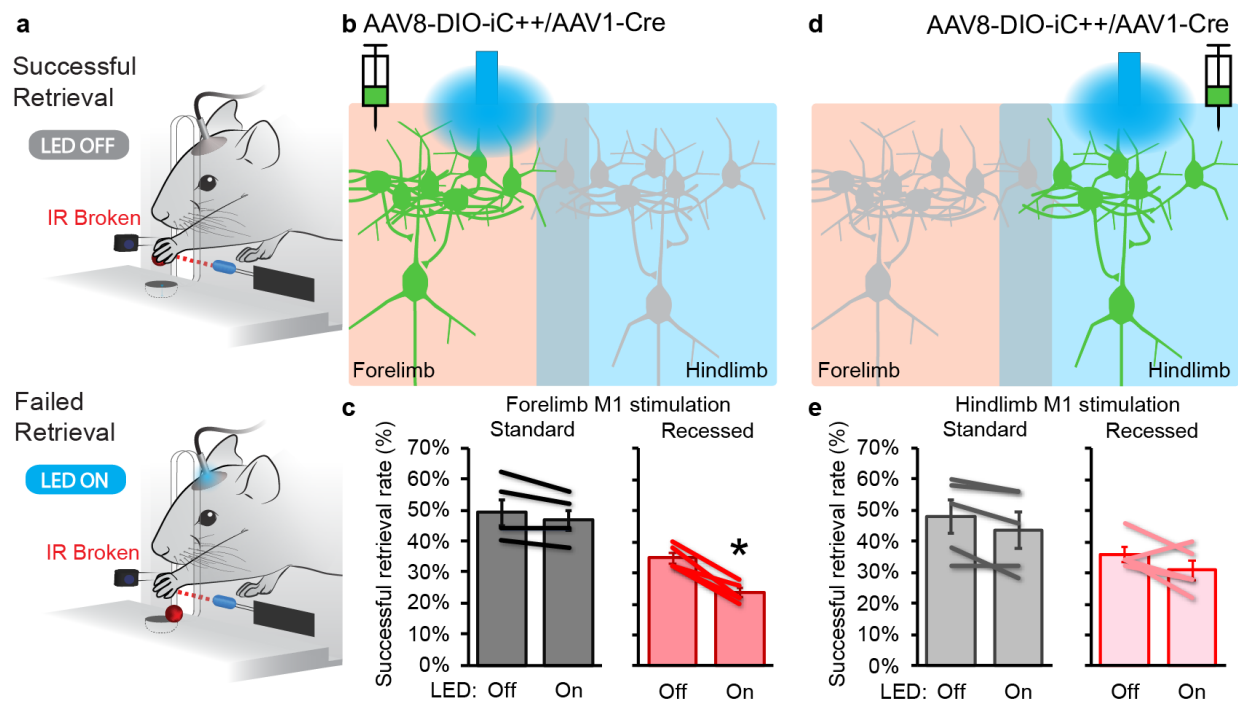 a
Successful
Retrieval
LED OFF
IR Broken
Failed
Retrieval
LED ON
IR Broken
b AAV8-DIO-iC++/AAV1-Cre
Forelimb
Hindlimb
c
Forelimb M1 stimulation
Standard
Recessed
Successful retrieval rate (%)
70%
60%
50%
40%
30%
20%
10%
0%
*
LED: Off On
Off On
d AAV8-DIO-iC++/AAV1-Cre
Forelimb
Hindlimb
e
Hindlimb M1 stimulation
Standard
Recessed
Successful retrieval rate (%)
70%
60%
50%
40%
30%
20%
10%
0%
LED: Off On
Off On